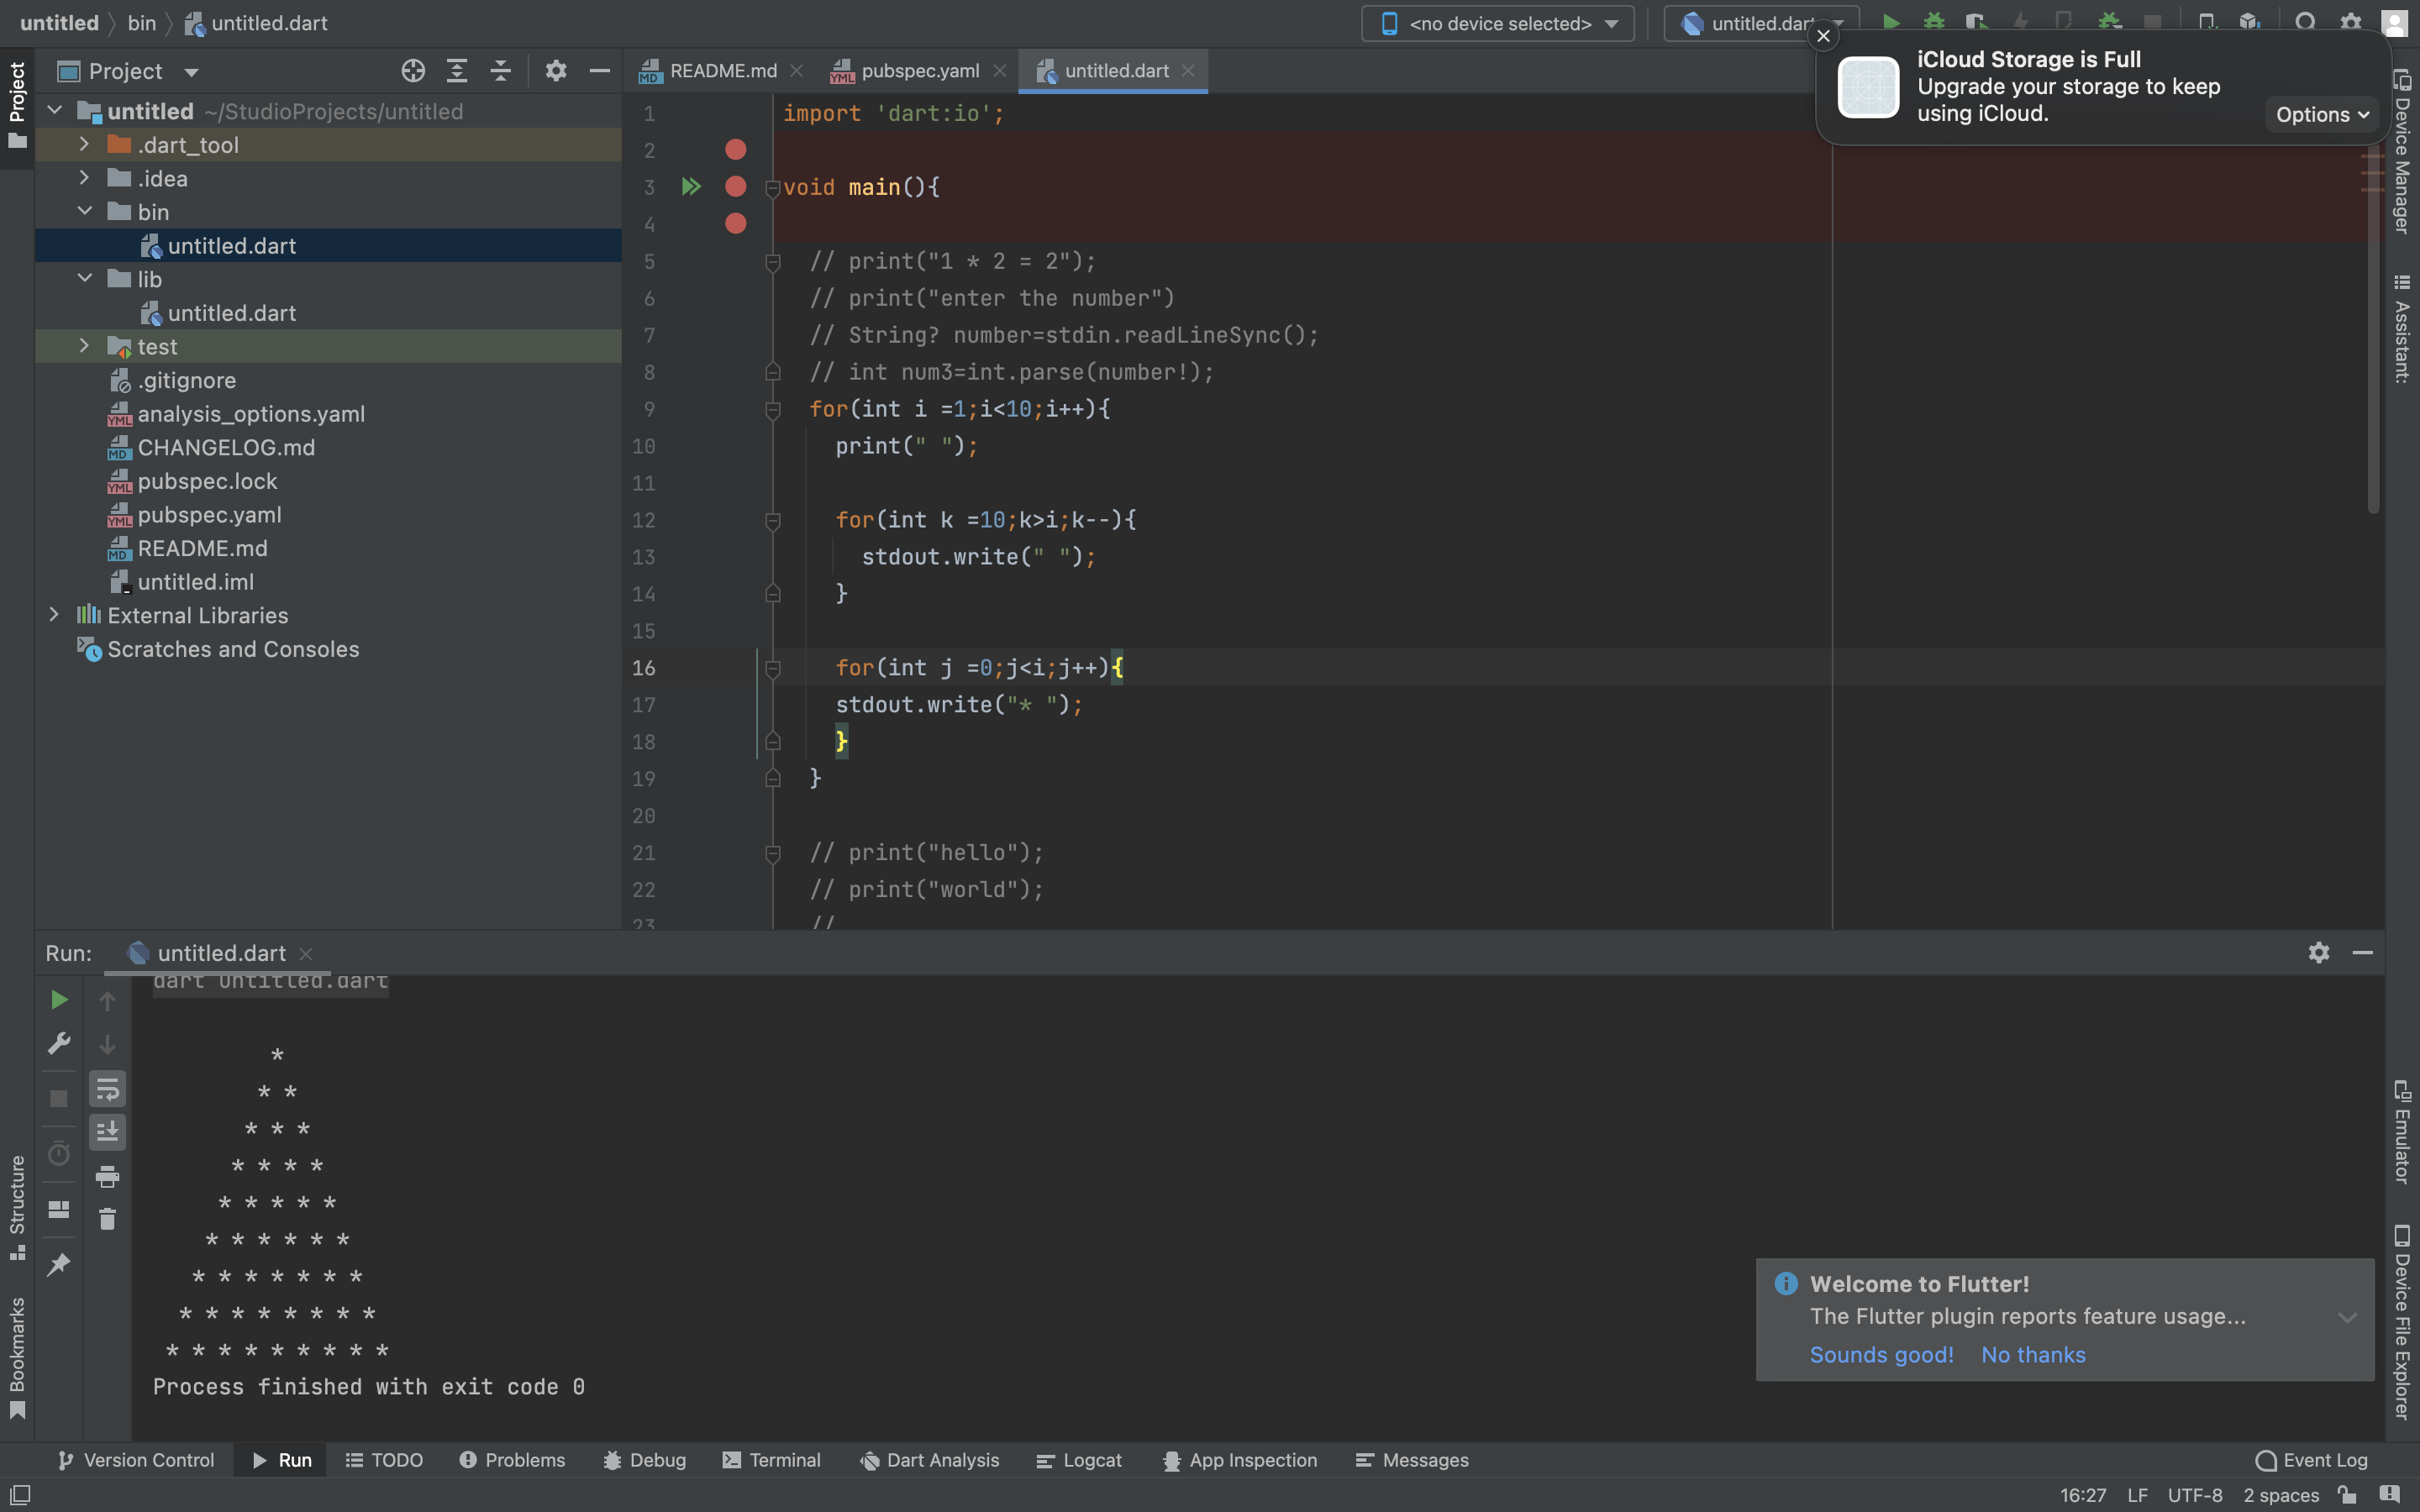 untitled bin untitled.dart
<no device selected> untitled.dart
iCloud Storage is Full
Upgrade your storage to keep
using iCloud.
Options
Project
README.md pubspec.yaml untitled.dart
Project
untitled ~/StudioProjects/untitled
.dart_tool
.idea
bin
untitled.dart
lib
untitled.dart
test
.gitignore
analysis_options.yaml
CHANGELOG.md
pubspec.lock
pubspec.yaml
README.md
untitled.iml
External Libraries
Scratches and Consoles
1 import 'dart:io';
2
3 void main(){
4
5 // print("1 * 2 = 2");
6 // print("enter the number")
7 // String? number=stdin.readLineSync();
8 // int num3=int.parse(number!);
9 for(int i =1;i<10;i++){
10 print(" ");
11
12 for(int k =10;k>i;k--){
13 stdout.write(" ");
14 }
15
16 for(int j =0;j<i;j++){
17 stdout.write("* ");
18 }
19 }
20
21 // print("hello");
22 // print("world");
23 //
Device Manager
Assistant:
Emulator
Device File Explorer
Structure
Bookmarks
Run: untitled.dart
dart untitled.dart
*
* *
* * *
* * * *
* * * * *
* * * * * *
* * * * * * *
* * * * * * * *
* * * * * * * * *
Process finished with exit code 0
Welcome to Flutter!
The Flutter plugin reports feature usage...
Sounds good! No thanks
Version Control Run TODO Problems Debug Terminal Dart Analysis Logcat App Inspection Messages Event Log
16:27 LF UTF-8 2 spaces